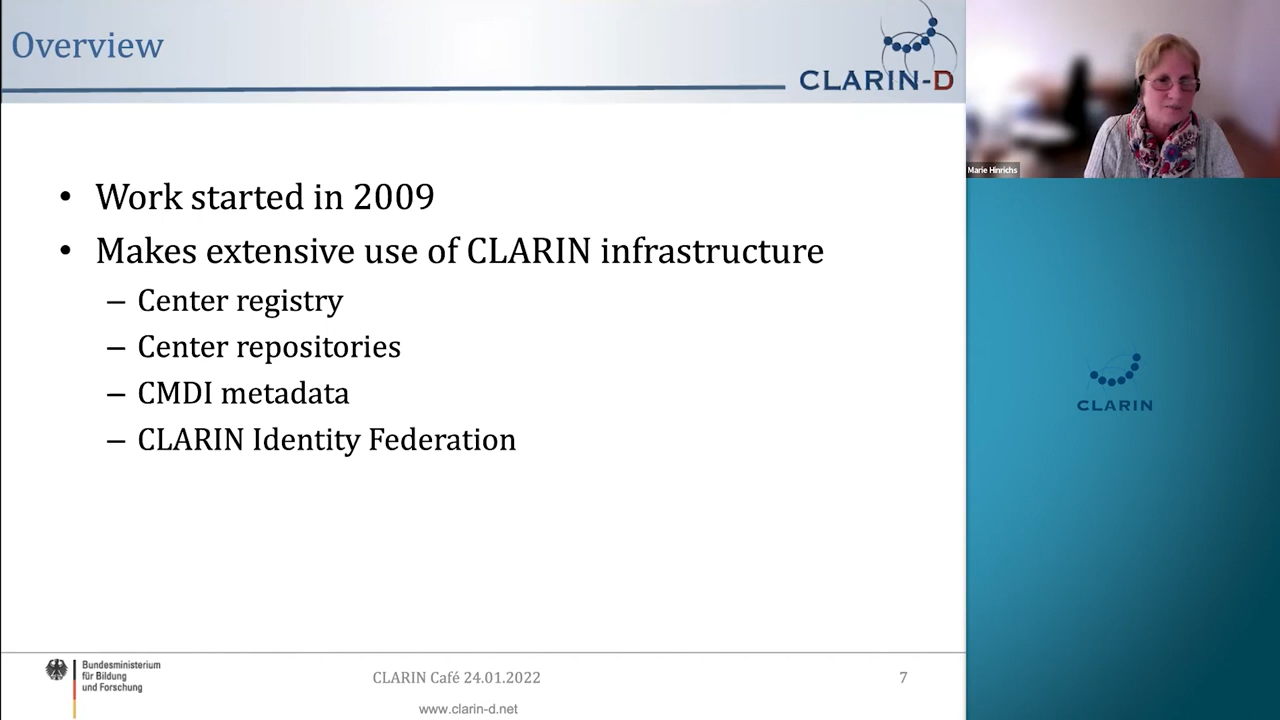 Overview
CLARIN-D
Marie Hinrichs
• Work started in 2009
• Makes extensive use of CLARIN infrastructure
– Center registry
– Center repositories
– CMDI metadata
– CLARIN Identity Federation
CLARIN
Bundesministerium
für Bildung
und Forschung
CLARIN Café 24.01.2022
7
www.clarin-d.net